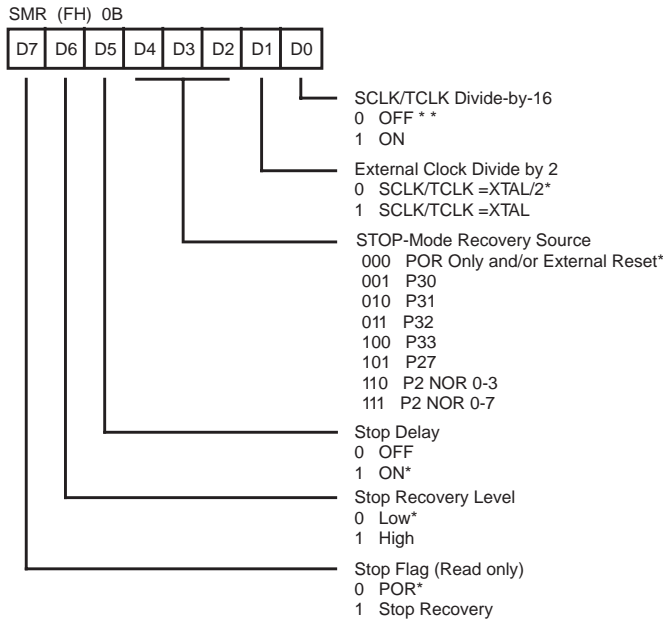 SMR (FH) 0B
D7 D6 D5 D4 D3 D2 D1 D0
SCLK/TCLK Divide-by-16
0 OFF * *
1 ON
External Clock Divide by 2
0 SCLK/TCLK =XTAL/2*
1 SCLK/TCLK =XTAL
STOP-Mode Recovery Source
000 POR Only and/or External Reset*
001 P30
010 P31
011 P32
100 P33
101 P27
110 P2 NOR 0-3
111 P2 NOR 0-7
Stop Delay
0 OFF
1 ON*
Stop Recovery Level
0 Low*
1 High
Stop Flag (Read only)
0 POR*
1 Stop Recovery